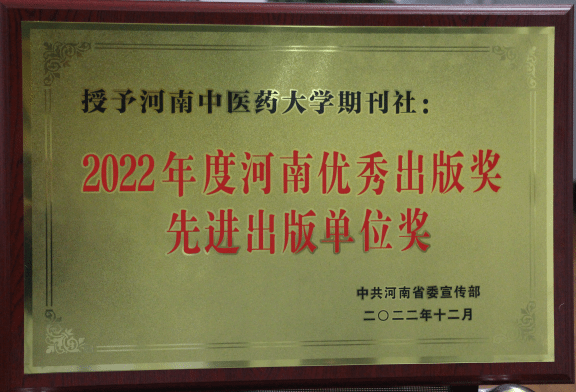 授予河南中医药大学期刊社：
2022年度河南优秀出版奖
先进出版单位奖
中共河南省委宣传部
二〇二二年十二月